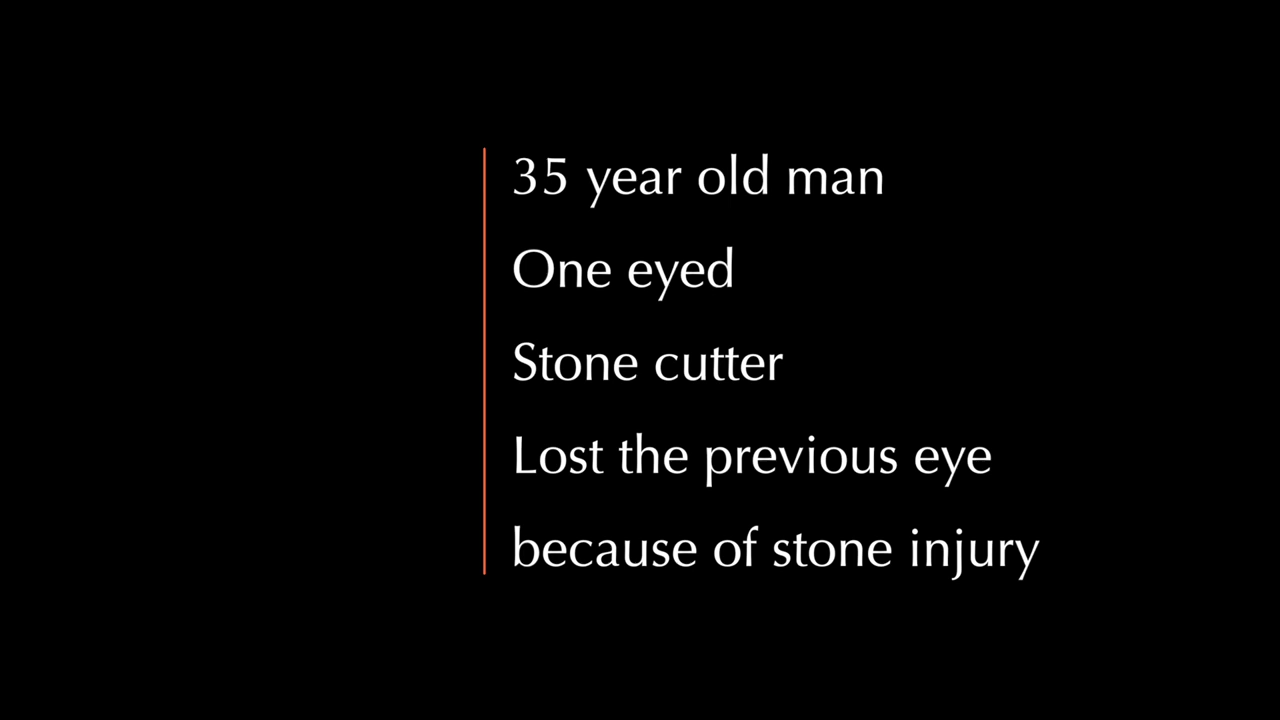 35 year old man
One eyed
Stone cutter
Lost the previous eye
because of stone injury